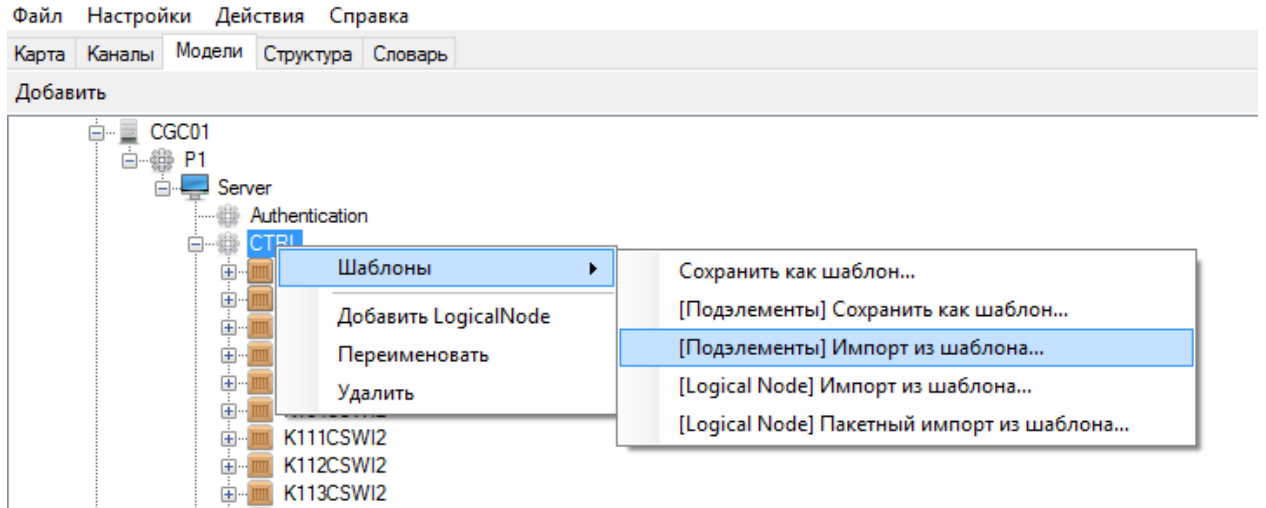 Файл Настройки Действия Справка
Карта Каналы Модели Структура Словарь
Добавить
CGC01
P1
Server
Authentication
CTRL
Шаблоны
Добавить LogicalNode
Переименовать
Удалить
Сохранить как шаблон...
[Подэлементы] Сохранить как шаблон...
[Подэлементы] Импорт из шаблона...
[Logical Node] Импорт из шаблона...
[Logical Node] Пакетный импорт из шаблона...
K111CSWI2
K112CSWI2
K113CSWI2